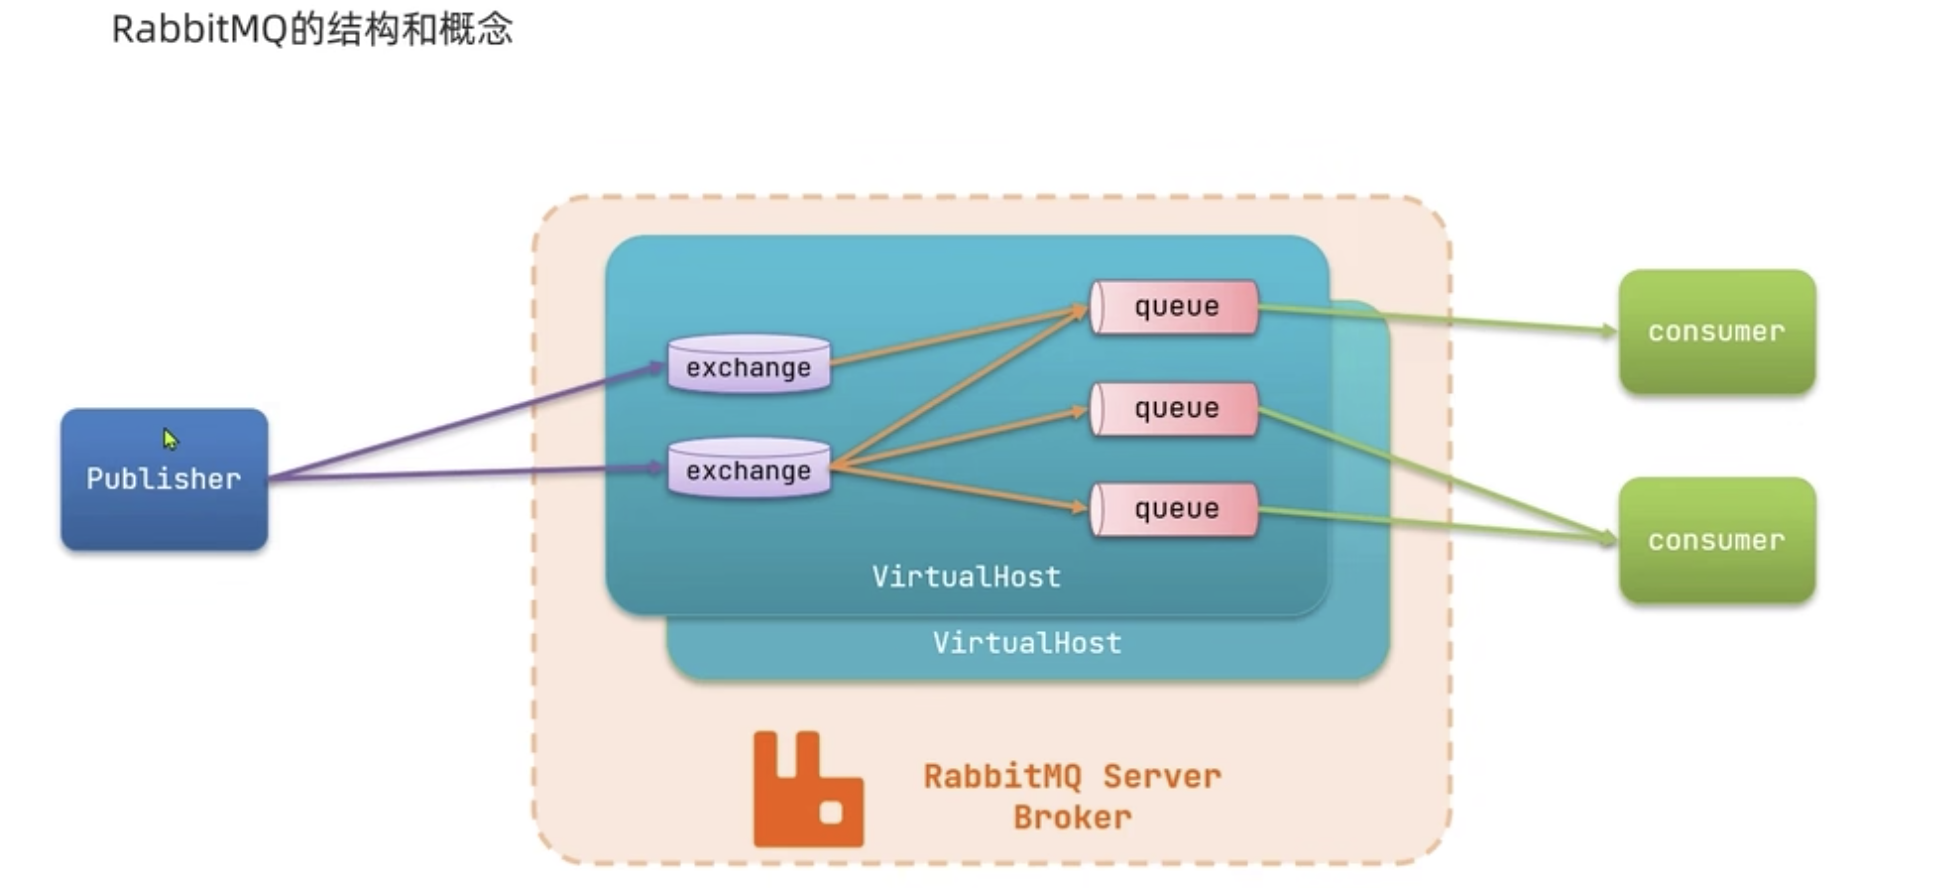 RabbitMQ的结构和概念
Publisher
exchange
exchange
queue
queue
queue
VirtualHost
VirtualHost
consumer
consumer
RabbitMQ Server
Broker